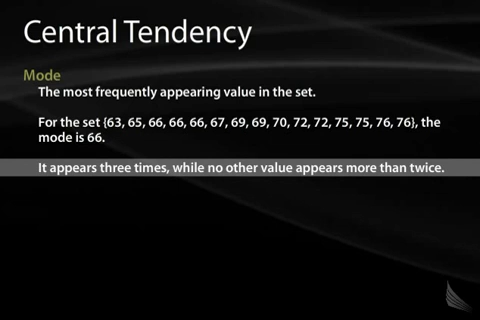 Central Tendency
Mode
The most frequently appearing value in the set.
For the set {63, 65, 66, 66, 66, 67, 69, 69, 70, 72, 72, 75, 75, 76, 76}, the
mode is 66.
It appears three times, while no other value appears more than twice.